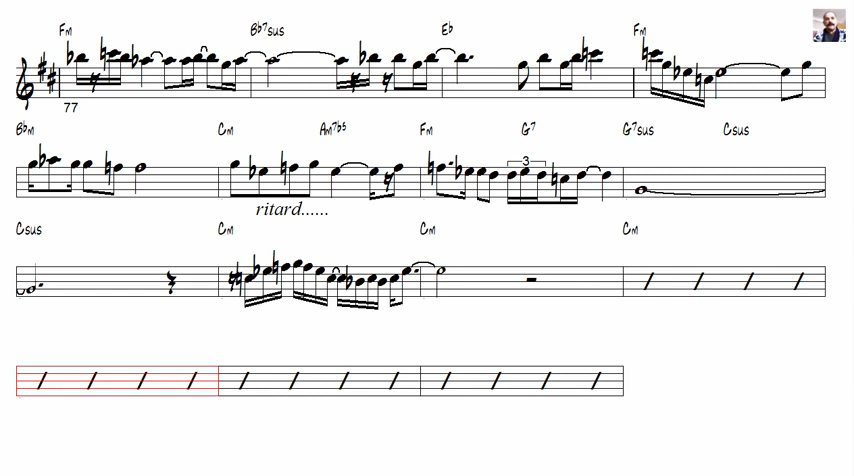 Fm Bb7sus Eb Fm
77
Bbm Cm Am7b5 Fm G7 G7sus Csus
3
ritard......
Csus Cm Cm Cm